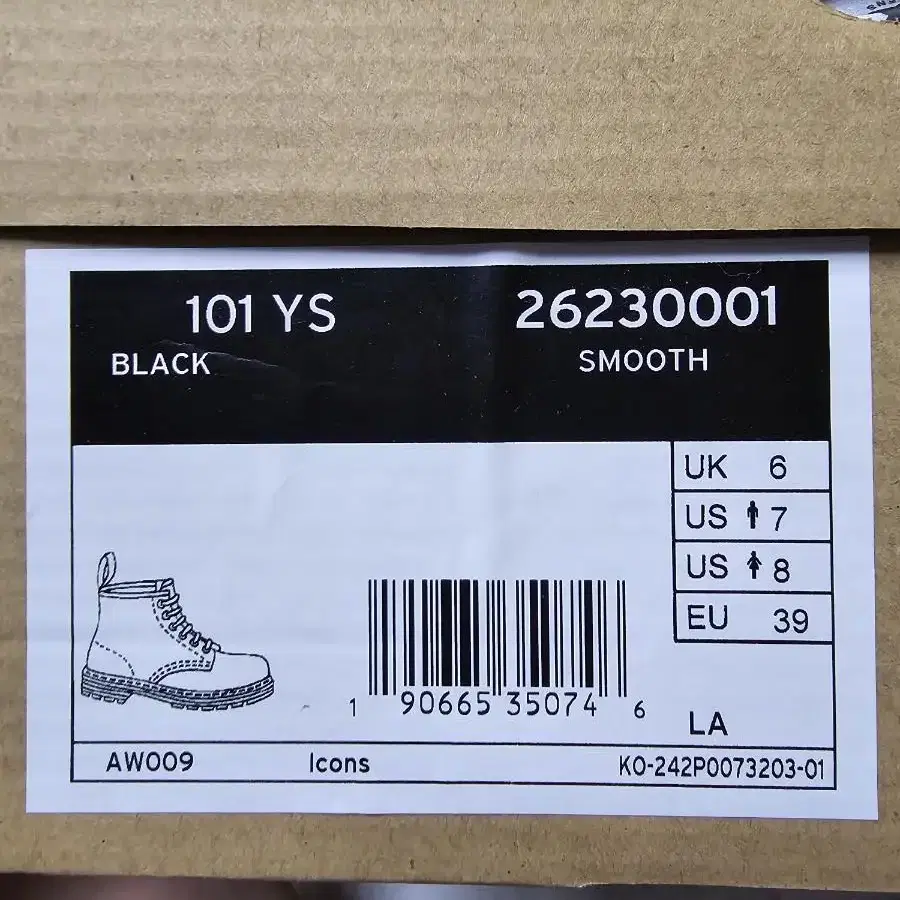 101 YS
26230001
BLACK
SMOOTH
UK 6
US 7
US 8
EU 39
1 90665 35074 6
LA
AW009
Icons
KO-242P0073203-01